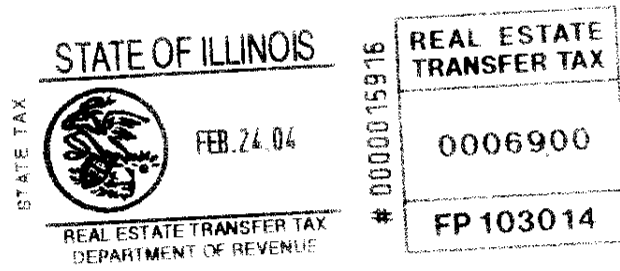 STATE OF ILLINOIS
STATE TAX
FEB.24.04
REAL ESTATE TRANSFER TAX
DEPARTMENT OF REVENUE
# 0000015916
REAL ESTATE
TRANSFER TAX
0006900
FP 103014